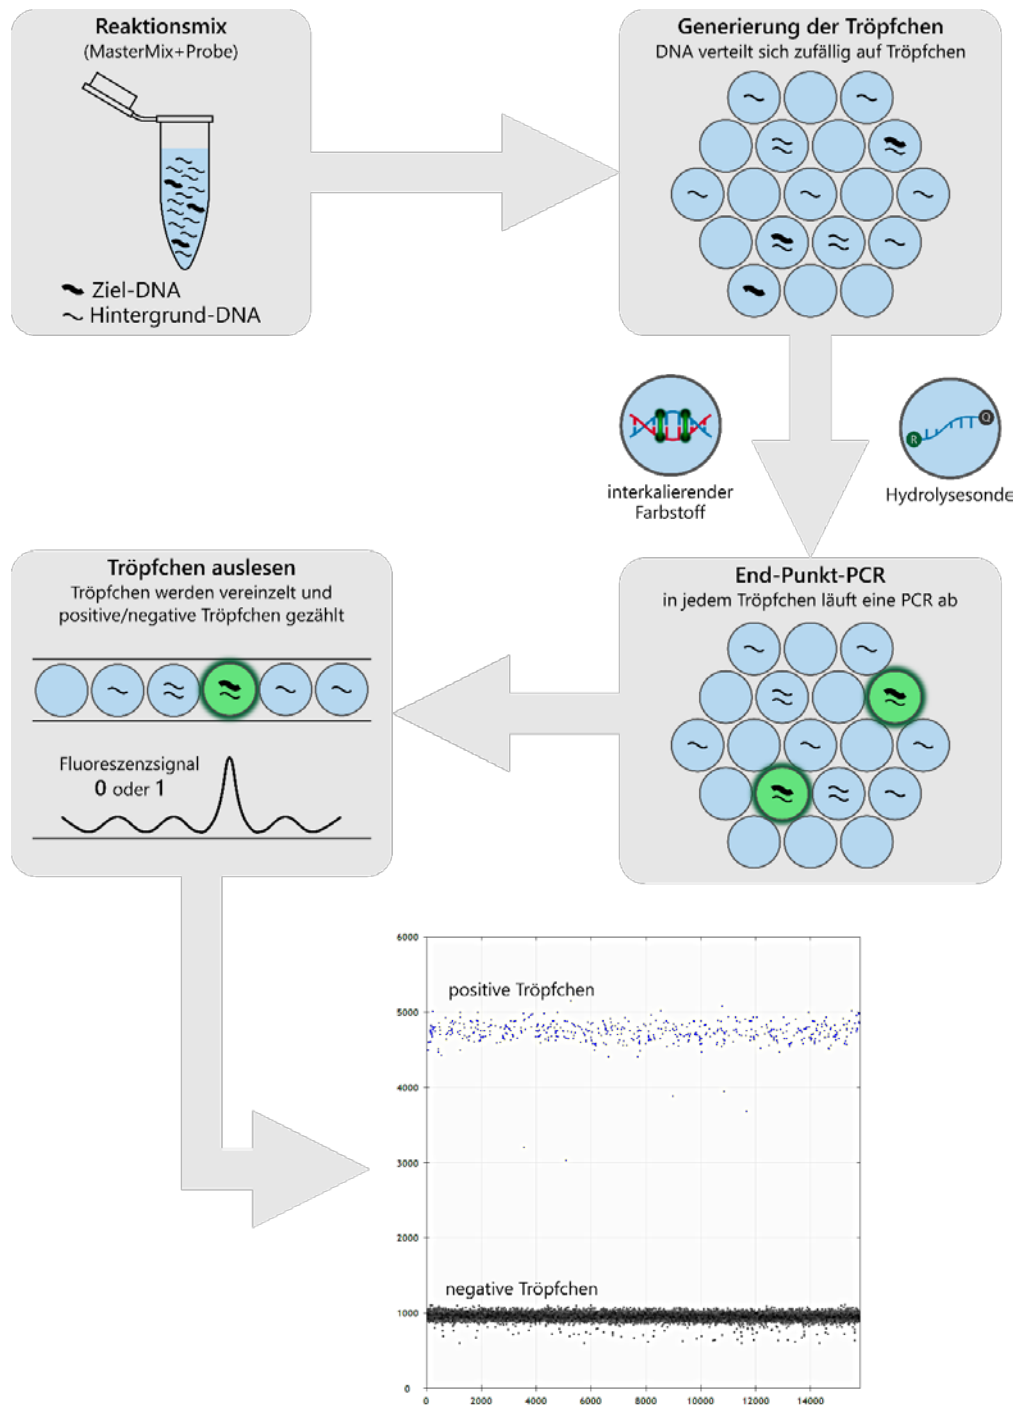 Reaktionsmix
(MasterMix+Probe)
Ziel-DNA
Hintergrund-DNA
Generierung der Tröpfchen
DNA verteilt sich zufällig auf Tröpfchen
interkalierender
Farbstoff
R
Q
Hydrolysesonde
End-Punkt-PCR
in jedem Tröpfchen läuft eine PCR ab
Tröpfchen auslesen
Tröpfchen werden vereinzelt und
positive/negative Tröpfchen gezählt
Fluoreszenzsignal
0 oder 1
6000
positive Tröpfchen
5000
4000
3000
2000
negative Tröpfchen
1000
0
0 2000 4000 6000 8000 10000 12000 14000